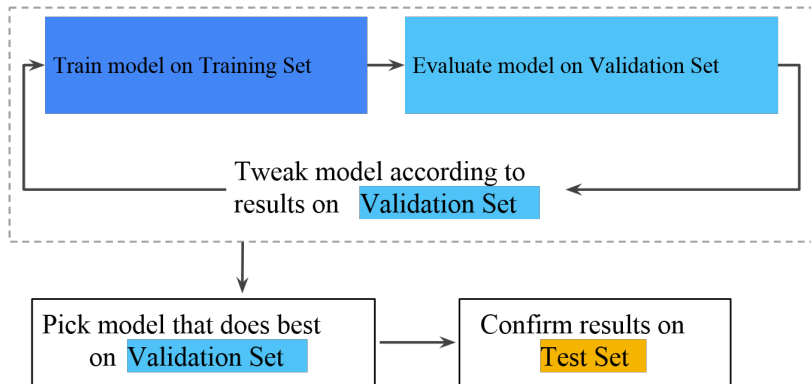 Train model on Training Set
Evaluate model on Validation Set
Tweak model according to
results on Validation Set
Pick model that does best
on Validation Set
Confirm results on
Test Set